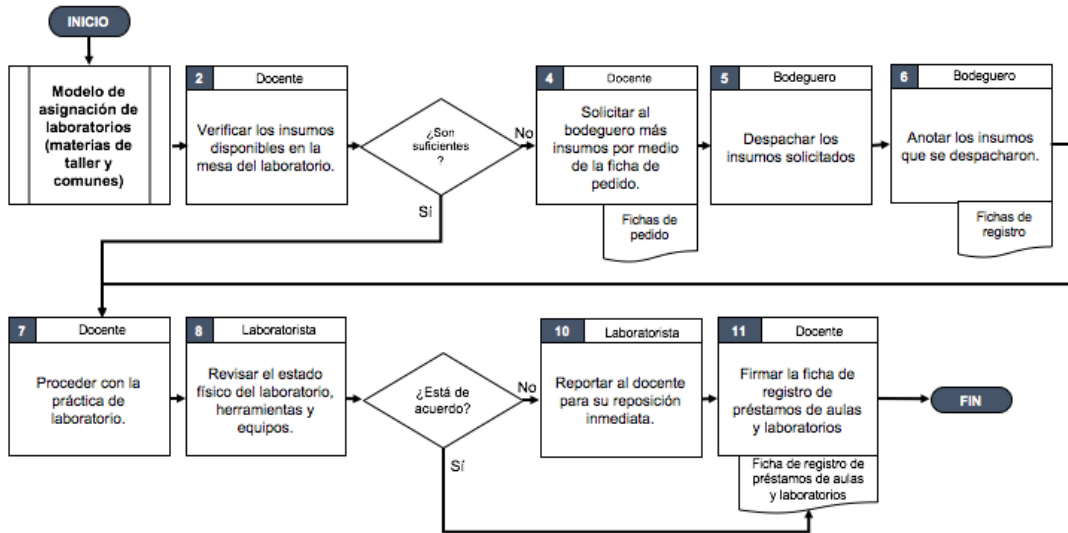 INICIO
Modelo de
asignación de
laboratorios
(materias de
taller y
comunes)
2 Docente
Verificar los insumos
disponibles en la
mesa del laboratorio.
¿Son
suficientes
?
No
Sí
4 Docente
Solicitar al
bodeguero más
insumos por medio
de la ficha de
pedido.
Fichas de
pedido
5 Bodeguero
Despachar los
insumos solicitados
6 Bodeguero
Anotar los insumos
que se despacharon.
Fichas de
registro
7 Docente
Proceder con la
práctica de
laboratorio.
8 Laboratorista
Revisar el estado
físico del laboratorio,
herramientas y
equipos.
¿Está de
acuerdo?
No
Sí
10 Laboratorista
Reportar al docente
para su reposición
inmediata.
11 Docente
Firmar la ficha de
registro de
préstamos de aulas
y laboratorios
Ficha de registro de
préstamos de aulas
y laboratorios
FIN